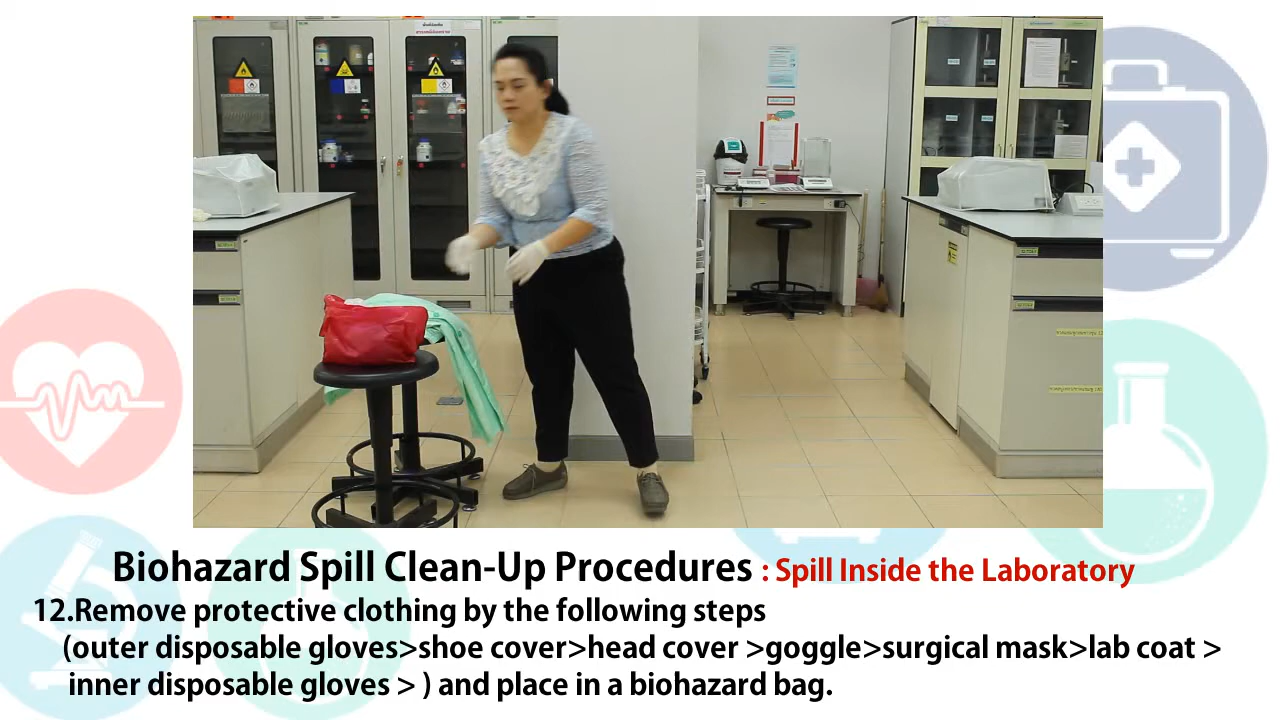 Biohazard Spill Clean-Up Procedures : Spill Inside the Laboratory
12.Remove protective clothing by the following steps
(outer disposable gloves>shoe cover>head cover >goggle>surgical mask>lab coat >
inner disposable gloves > ) and place in a biohazard bag.